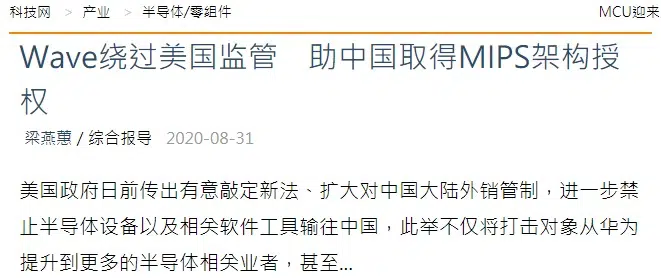 科技网 > 产业 > 半导体/零组件 MCU迎来
Wave绕过美国监管　助中国取得MIPS架构授
权
梁燕蕙 / 综合报导 2020-08-31
美国政府日前传出有意敲定新法、扩大对中国大陆外销管制，进一步禁
止半导体设备以及相关软件工具输往中国，此举不仅将打击对象从华为
提升到更多的半导体相关业者，甚至...